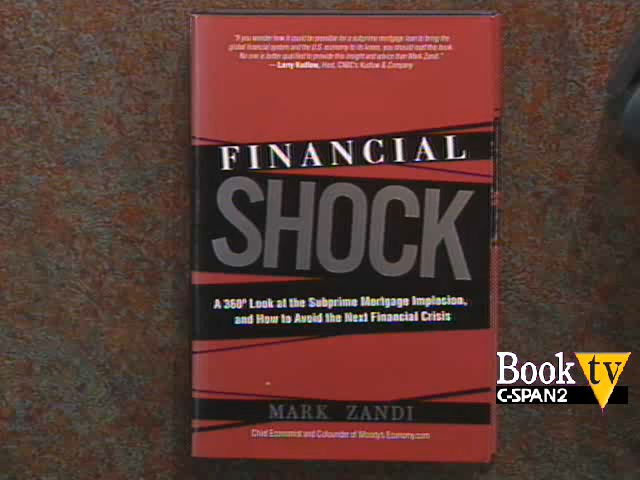 "If you wonder how it could be possible for a subprime mortgage loan to bring the
global financial system and the U.S. economy to its knees, you should read this book.
No one is better qualified to provide this insight and advice than Mark Zandi."
— Larry Kudlow, Host, CNBC's Kudlow & Company
FINANCIAL
SHOCK
A 360º Look at the Subprime Mortgage Implosion,
and How to Avoid the Next Financial Crisis
MARK ZANDI
Chief Economist and Cofounder of Moody's Economy.com
Book tv
C-SPAN2